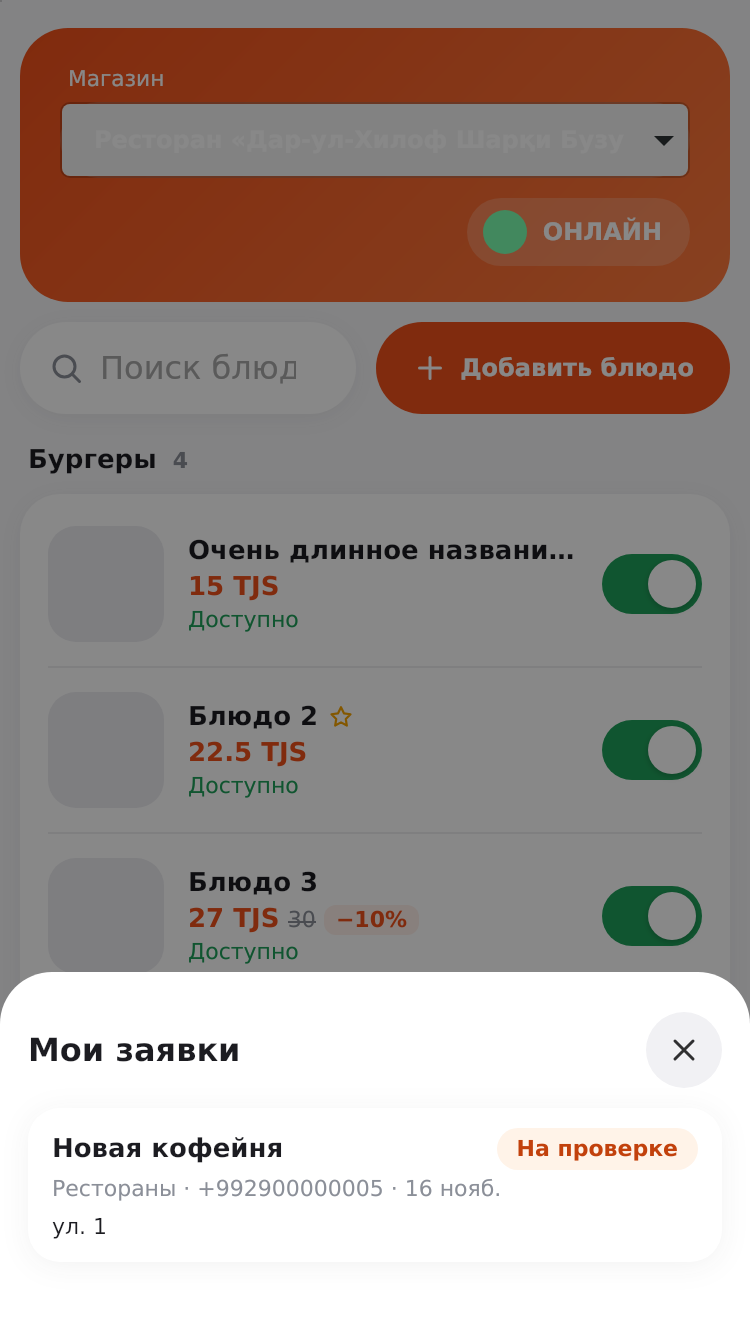 Магазин
Ресторан «Дар-ул-Хилоф Шарқи Бузу
ОНЛАЙН
Поиск блюд
Добавить блюдо
Бургеры 4
Очень длинное названи...
15 TJS
Доступно
Блюдо 2
22.5 TJS
Доступно
Блюдо 3
27 TJS 30 −10%
Доступно
Мои заявки
Новая кофейня На проверке
Рестораны · +992900000005 · 16 нояб.
ул. 1